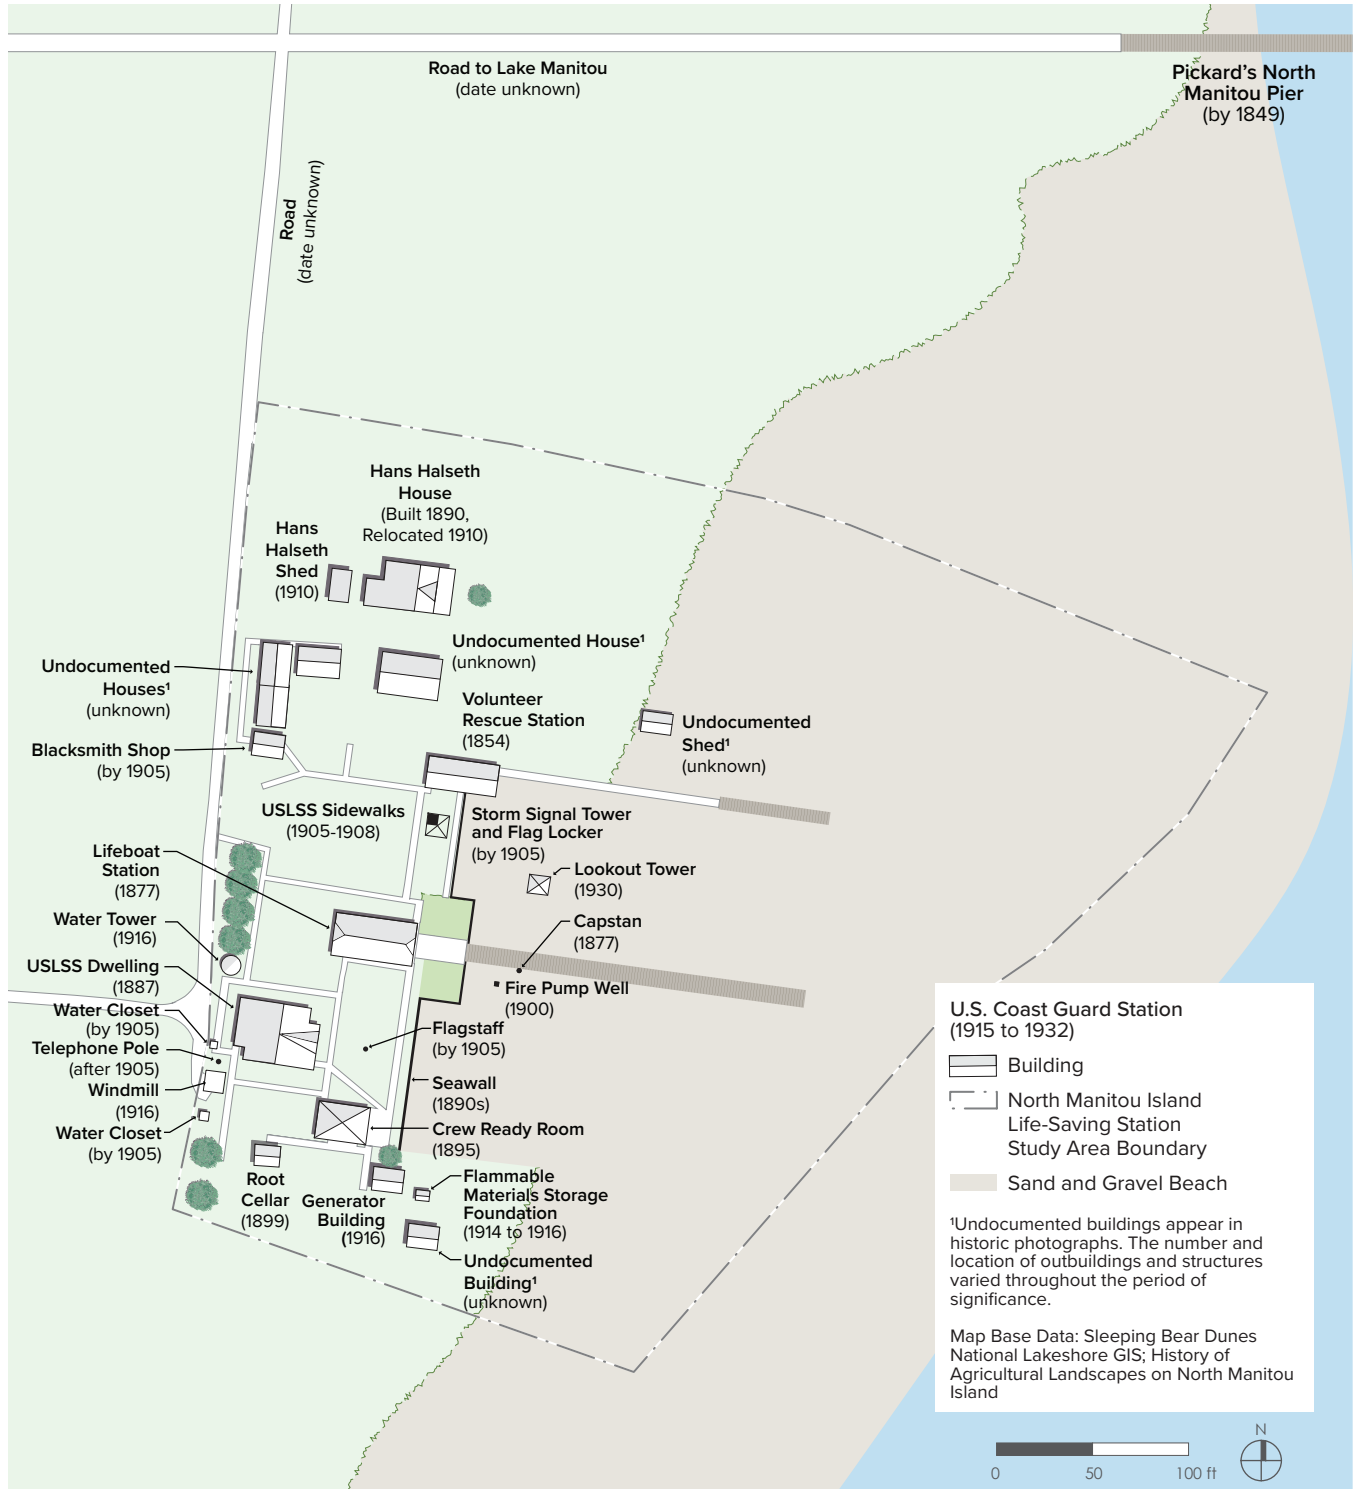 Road to Lake Manitou
(date unknown)
Pickard's North
Manitou Pier
(by 1849)
Road
(date unknown)
Hans Halseth
House
(Built 1890,
Relocated 1910)
Hans
Halseth
Shed
(1910)
Undocumented House¹
(unknown)
Undocumented
Houses¹
(unknown)
Volunteer
Rescue Station
(1854)
Undocumented
Shed¹
(unknown)
Blacksmith Shop
(by 1905)
USLSS Sidewalks
(1905-1908)
Storm Signal Tower
and Flag Locker
(by 1905)
Lifeboat
Station
(1877)
Lookout Tower
(1930)
Water Tower
(1916)
Capstan
(1877)
USLSS Dwelling
(1887)
Fire Pump Well
(1900)
Water Closet
(by 1905)
Flagstaff
(by 1905)
Telephone Pole
(after 1905)
Windmill
(1916)
Seawall
(1890s)
Water Closet
(by 1905)
Crew Ready Room
(1895)
Root
Cellar
(1899)
Generator
Building
(1916)
Flammable
Materials Storage
Foundation
(1914 to 1916)
Undocumented
Building¹
(unknown)
U.S. Coast Guard Station
(1915 to 1932)
Building
North Manitou Island
Life-Saving Station
Study Area Boundary
Sand and Gravel Beach
¹Undocumented buildings appear in
historic photographs. The number and
location of outbuildings and structures
varied throughout the period of
significance.
Map Base Data: Sleeping Bear Dunes
National Lakeshore GIS; History of
Agricultural Landscapes on North Manitou
Island
N
0 50 100 ft